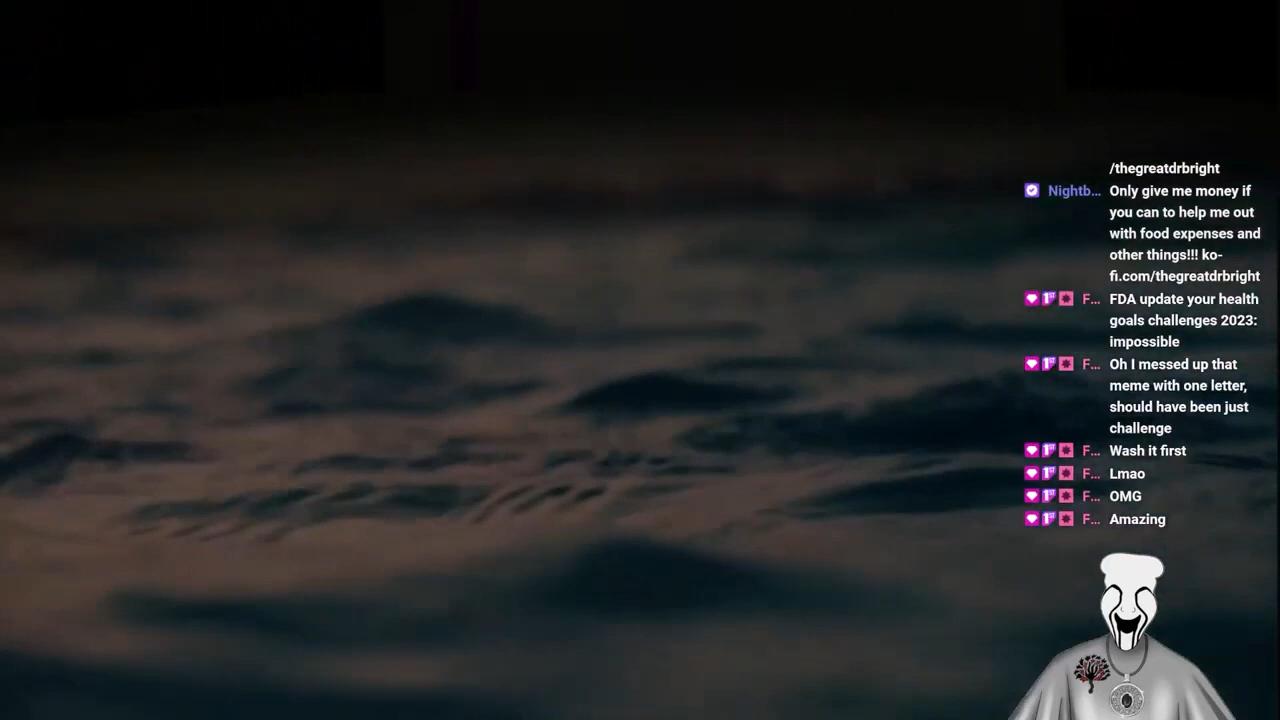 /thegreatdrbright
Nightb... Only give me money if
you can to help me out
with food expenses and
other things!!! ko-
fi.com/thegreatdrbright
F... FDA update your health
goals challenges 2023:
impossible
F... Oh I messed up that
meme with one letter,
should have been just
challenge
F... Wash it first
F... Lmao
F... OMG
F... Amazing